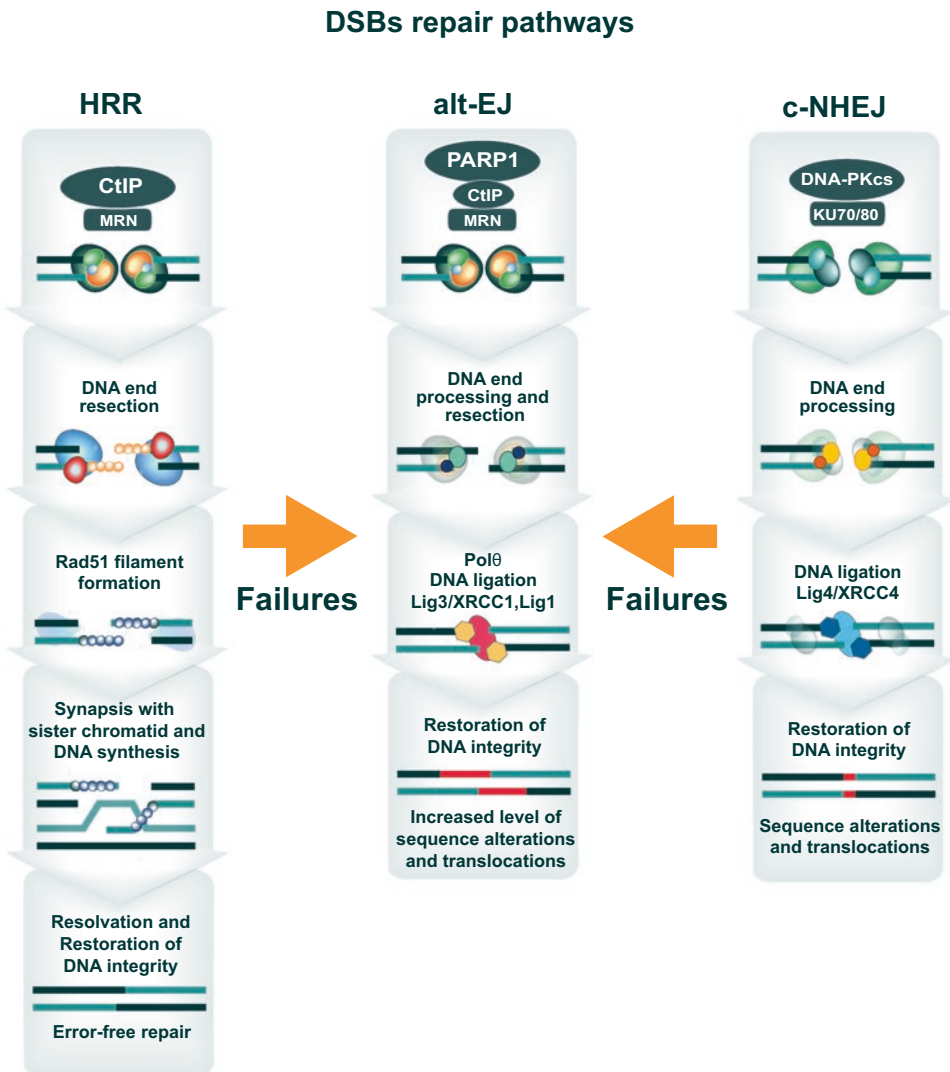 DSBs repair pathways
HRR
CtIP
MRN
DNA end
resection
Rad51 filament
formation
Synapsis with
sister chromatid and
DNA synthesis
Resolvation and
Restoration of
DNA integrity
Error-free repair
Failures
alt-EJ
PARP1
CtIP
MRN
DNA end
processing and
resection
Polθ
DNA ligation
Lig3/XRCC1,Lig1
Restoration of
DNA integrity
Increased level of
sequence alterations
and translocations
Failures
c-NHEJ
DNA-PKcs
KU70/80
DNA end
processing
DNA ligation
Lig4/XRCC4
Restoration of
DNA integrity
Sequence alterations
and translocations